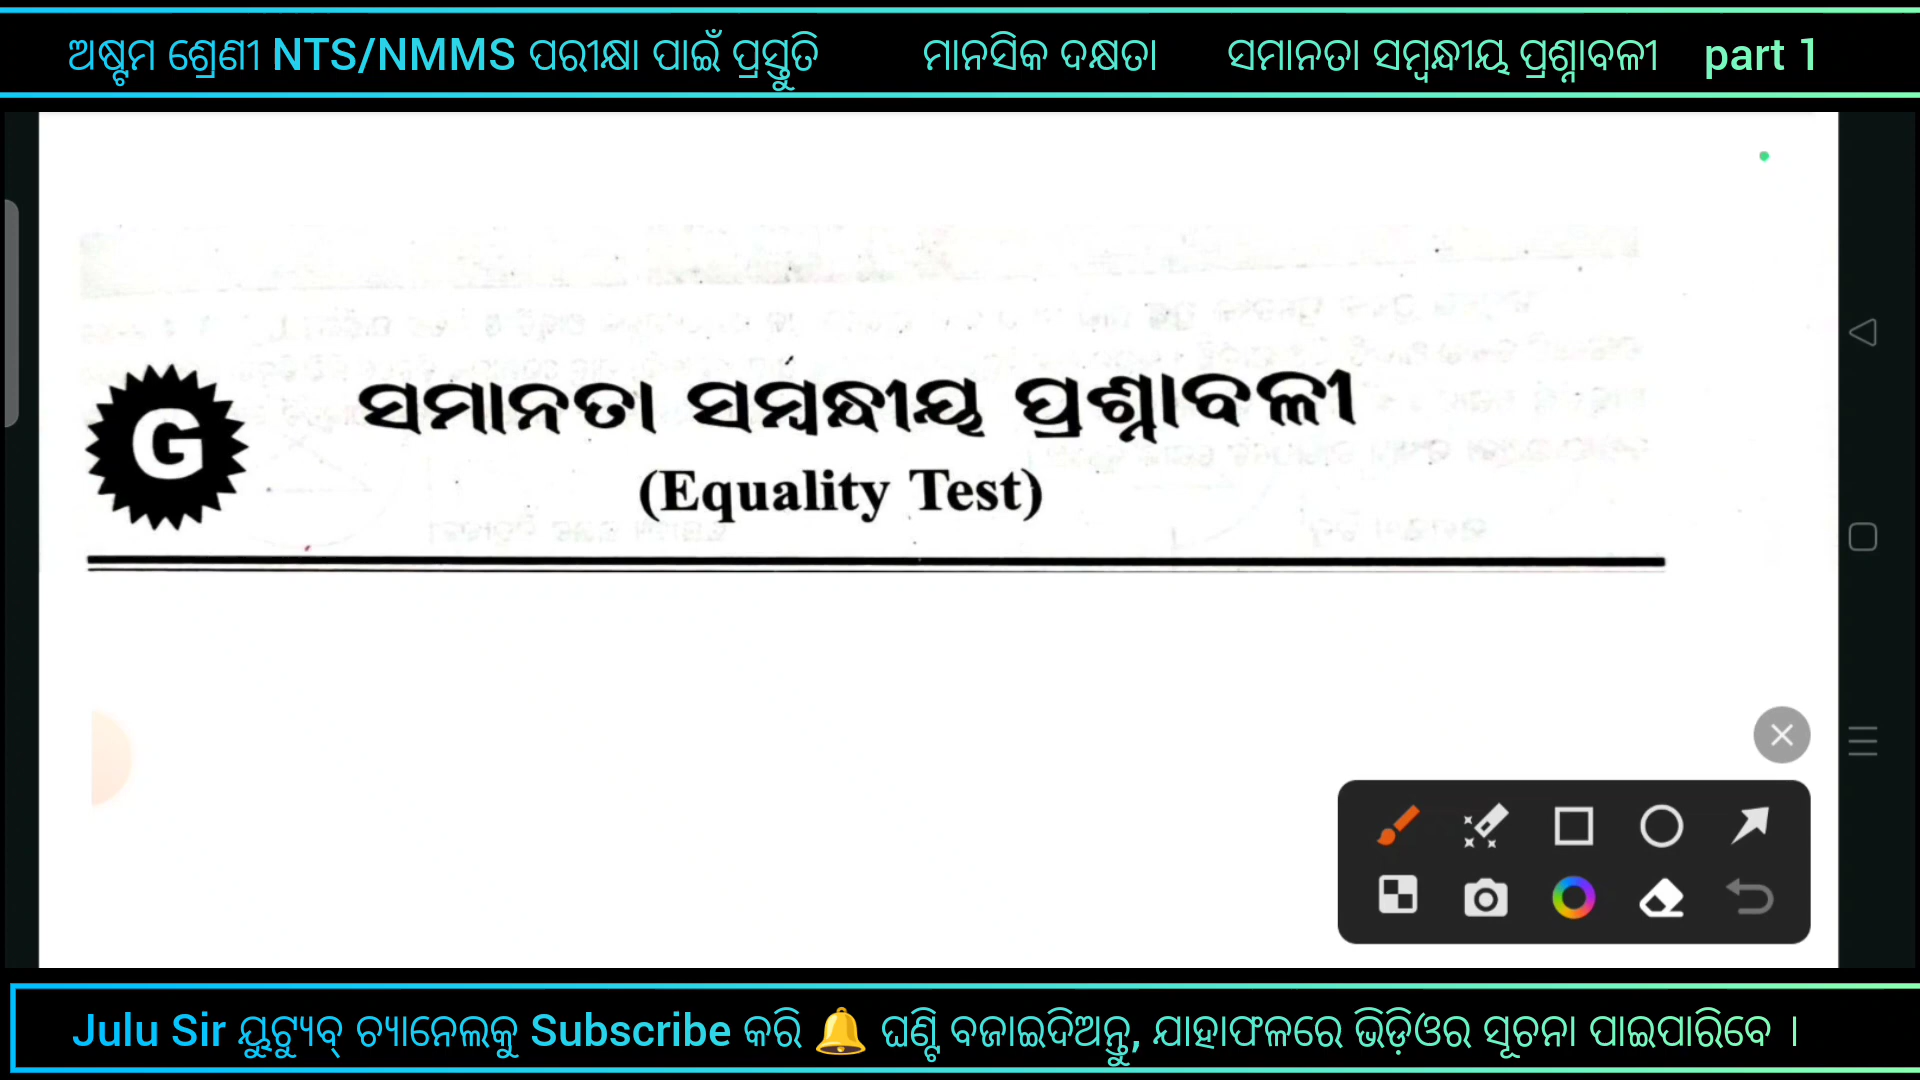 ଅଷ୍ଟମ ଶ୍ରେଣୀ NTS/NMMS ପରୀକ୍ଷା ପାଇଁ ପ୍ରସ୍ତୁତି ମାନସିକ ଦକ୍ଷତା ସମାନତା ସମ୍ବନ୍ଧୀୟ ପ୍ରଶ୍ନାବଳୀ part 1
G ସମାନତା ସମ୍ବନ୍ଧୀୟ ପ୍ରଶ୍ନାବଳୀ
(Equality Test)
Julu Sir ୟୁଟ୍ୟୁବ୍ ଚ୍ୟାନେଲକୁ Subscribe କରି 🔔 ଘଣ୍ଟି ବଜାଇଦିଅନ୍ତୁ, ଯାହାଫଳରେ ଭିଡ଼ିଓର ସୂଚନା ପାଇପାରିବେ ।